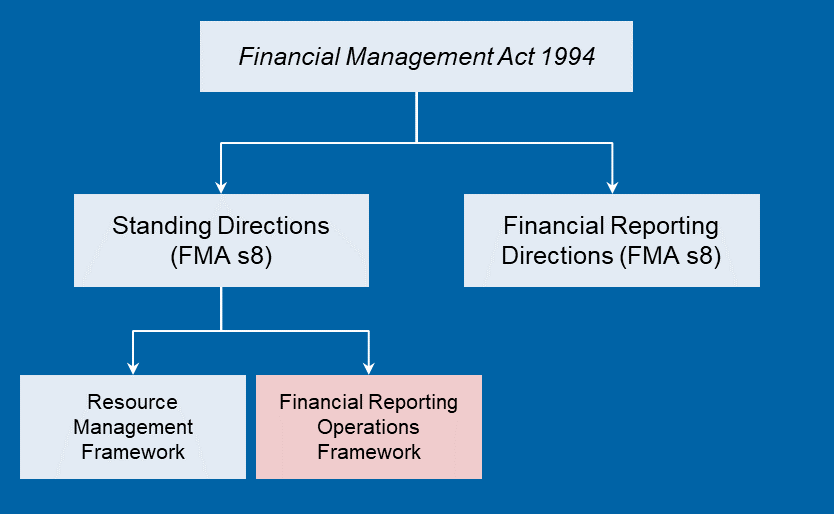 Financial Management Act 1994
Standing Directions
(FMA s8)
Financial Reporting
Directions (FMA s8)
Resource
Management
Framework
Financial Reporting
Operations
Framework